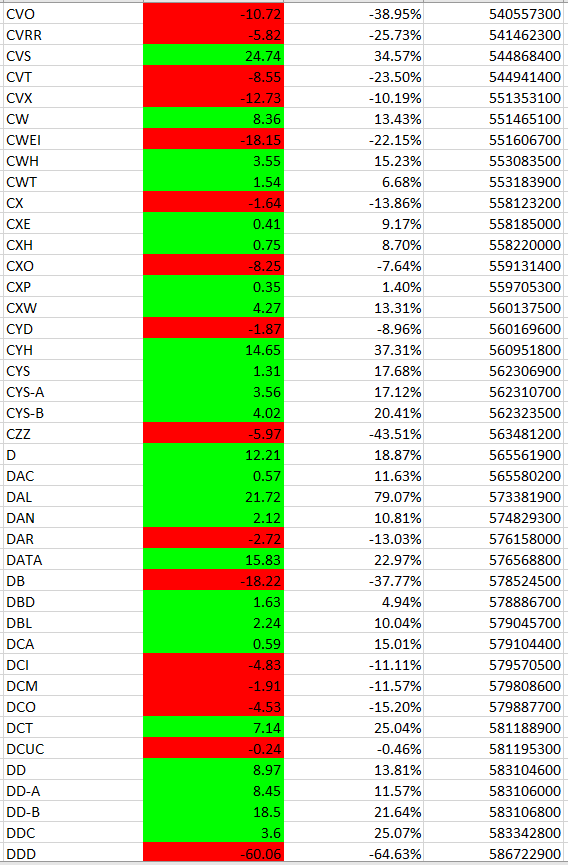 CVO -10.72 -38.95% 540557300
CVRR -5.82 -25.73% 541462300
CVS 24.74 34.57% 544868400
CVT -8.55 -23.50% 544941400
CVX -12.73 -10.19% 551353100
CW 8.36 13.43% 551465100
CWEI -18.15 -22.15% 551606700
CWH 3.55 15.23% 553083500
CWT 1.54 6.68% 553183900
CX -1.64 -13.86% 558123200
CXE 0.41 9.17% 558185000
CXH 0.75 8.70% 558220000
CXO -8.25 -7.64% 559131400
CXP 0.35 1.40% 559705300
CXW 4.27 13.31% 560137500
CYD -1.87 -8.96% 560169600
CYH 14.65 37.31% 560951800
CYS 1.31 17.68% 562306900
CYS-A 3.56 17.12% 562310700
CYS-B 4.02 20.41% 562323500
CZZ -5.97 -43.51% 563481200
D 12.21 18.87% 565561900
DAC 0.57 11.63% 565580200
DAL 21.72 79.07% 573381900
DAN 2.12 10.81% 574829300
DAR -2.72 -13.03% 576158000
DATA 15.83 22.97% 576568800
DB -18.22 -37.77% 578524500
DBD 1.63 4.94% 578886700
DBL 2.24 10.04% 579045700
DCA 0.59 15.01% 579104400
DCI -4.83 -11.11% 579570500
DCM -1.91 -11.57% 579808600
DCO -4.53 -15.20% 579887700
DCT 7.14 25.04% 581188900
DCUC -0.24 -0.46% 581195300
DD 8.97 13.81% 583104600
DD-A 8.45 11.57% 583106000
DD-B 18.5 21.64% 583106800
DDC 3.6 25.07% 583342800
DDD -60.06 -64.63% 586722900